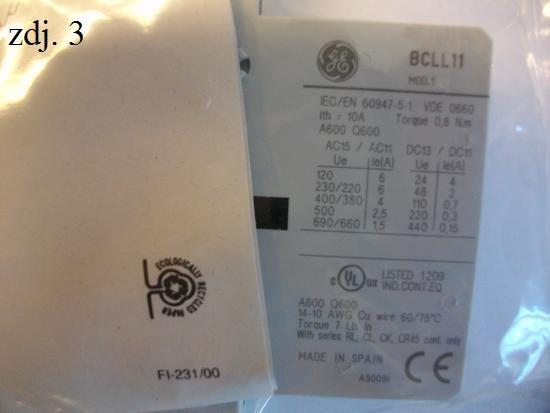 zdj. 3
GE
8CLL11
MOD.1
IEC/EN 60947-5-1 VDE 0660
Ith = 10A Torque 0,8 N.m
A600 Q600
AC15 / AC11 DC13 / DC11
Ue Ie(A) Ue Ie(A)
120 6 24 4
230/220 6 48 2
400/380 4 110 0,7
500 2,5 220 0,3
690/660 1,5 440 0,15
C UL US LISTED 1209
IND.CONT.EQ
A600 Q600
14-10 AWG Cu wire 60/75°C
Torque 7 Lb. in
With series RL, CL, CK, CR45 cont. only
MADE IN SPAIN CE
A5009I
ECOLOGICALLY
RECYCLED PAPER
FI-231/00